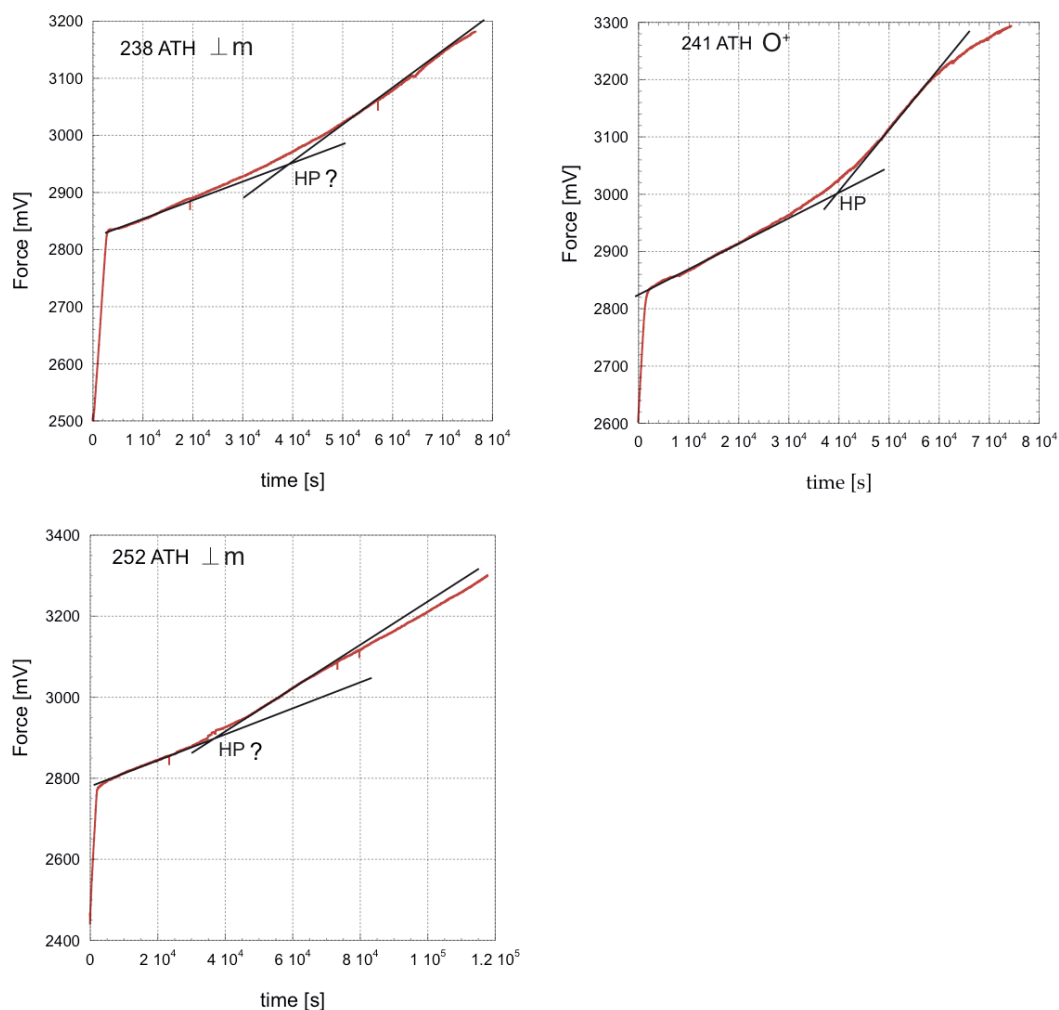 238 ATH ⊥ m
3200
3100
3000
2900
2800
2700
2600
2500
Force [mV]
HP ?
0 1 10⁴ 2 10⁴ 3 10⁴ 4 10⁴ 5 10⁴ 6 10⁴ 7 10⁴ 8 10⁴
time [s]
241 ATH O⁺
3300
3200
3100
3000
2900
2800
2700
2600
Force [mV]
HP
0 1 10⁴ 2 10⁴ 3 10⁴ 4 10⁴ 5 10⁴ 6 10⁴ 7 10⁴ 8 10⁴
time [s]
252 ATH ⊥ m
3400
3200
3000
2800
2600
2400
Force [mV]
HP ?
0 2 10⁴ 4 10⁴ 6 10⁴ 8 10⁴ 1 10⁵ 1.2 10⁵
time [s]